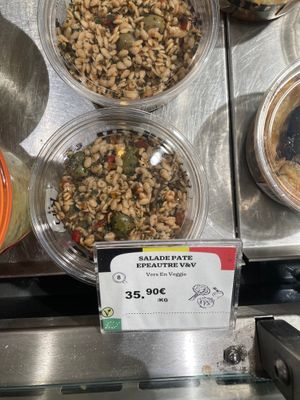 SALADE PATE
EPEAUTRE V&V
Vers En Veggie
8
35.90€
/KG